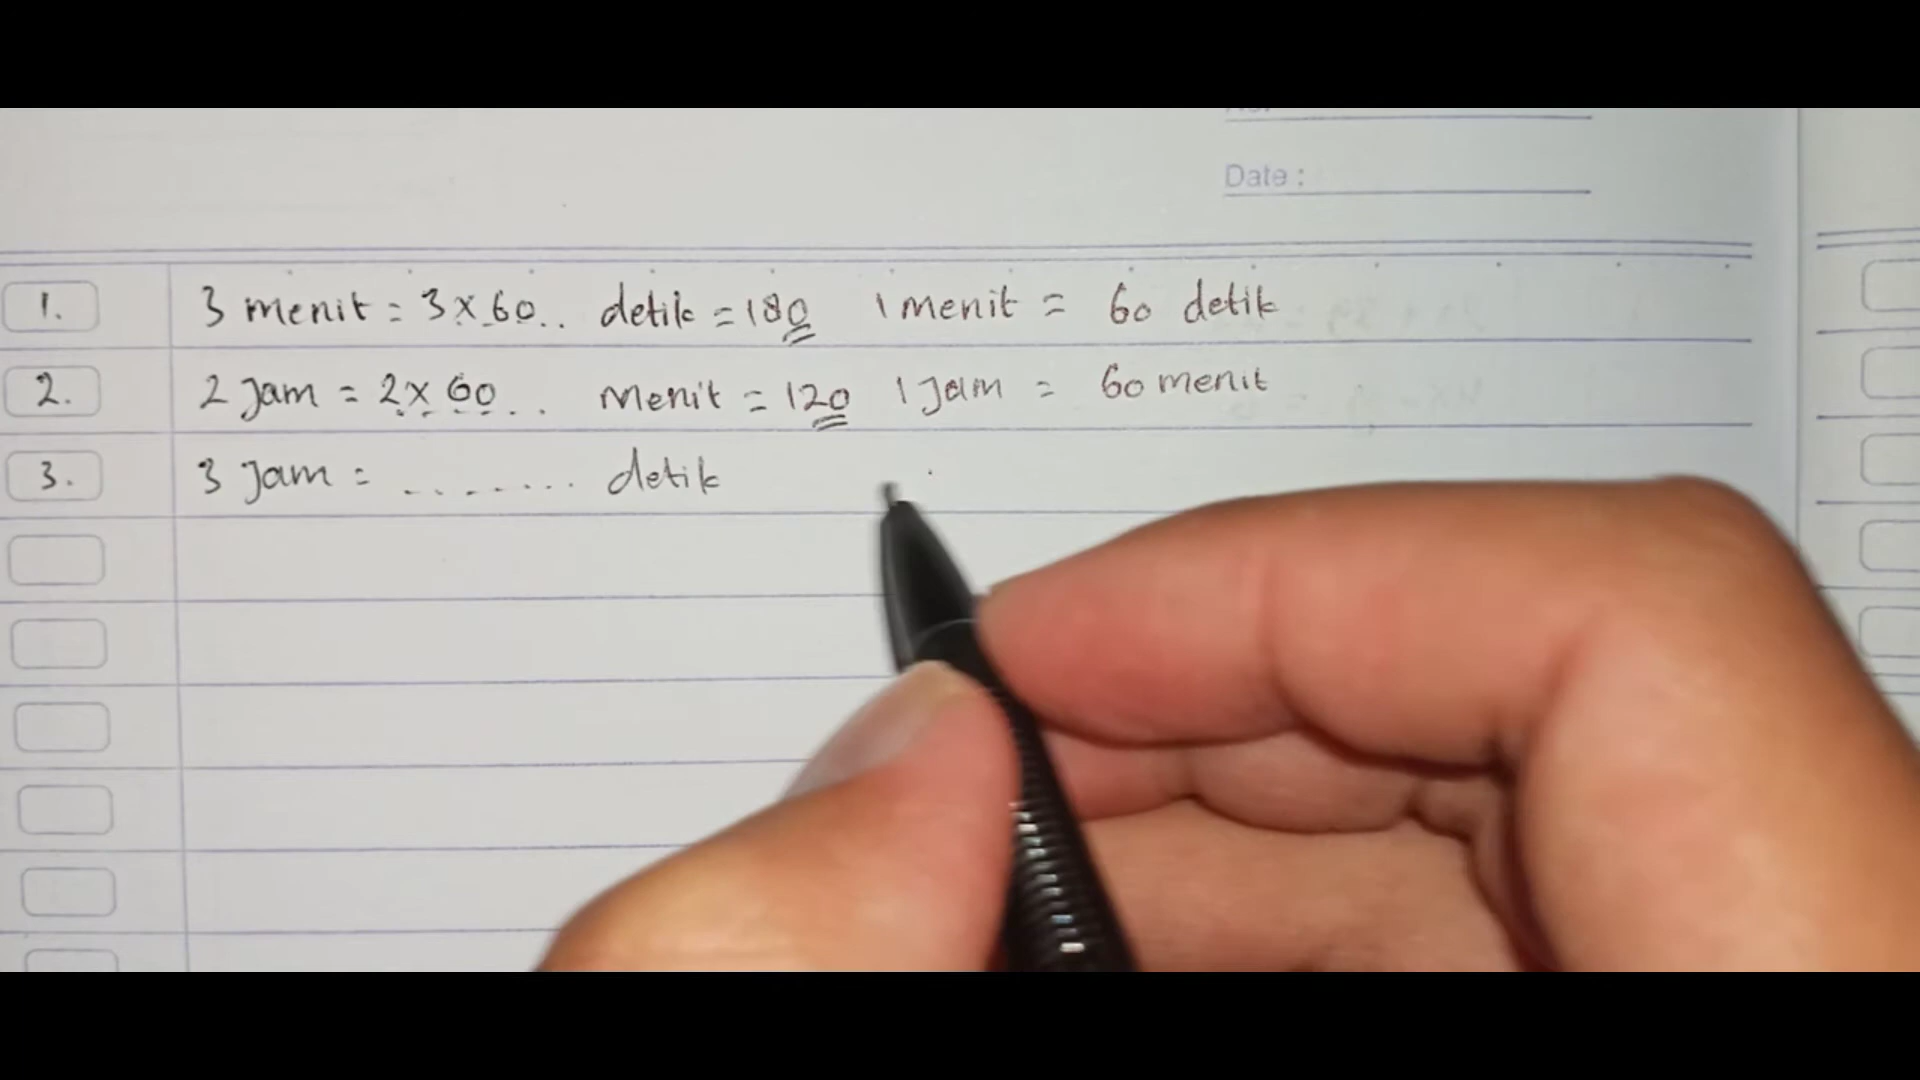 Date :
1. 3 menit = 3 x 60.. detik = 180 1 menit = 60 detik
2. 2 Jam = 2 x 60 .. menit = 120 1 Jam = 60 menit
3. 3 Jam = ........ detik